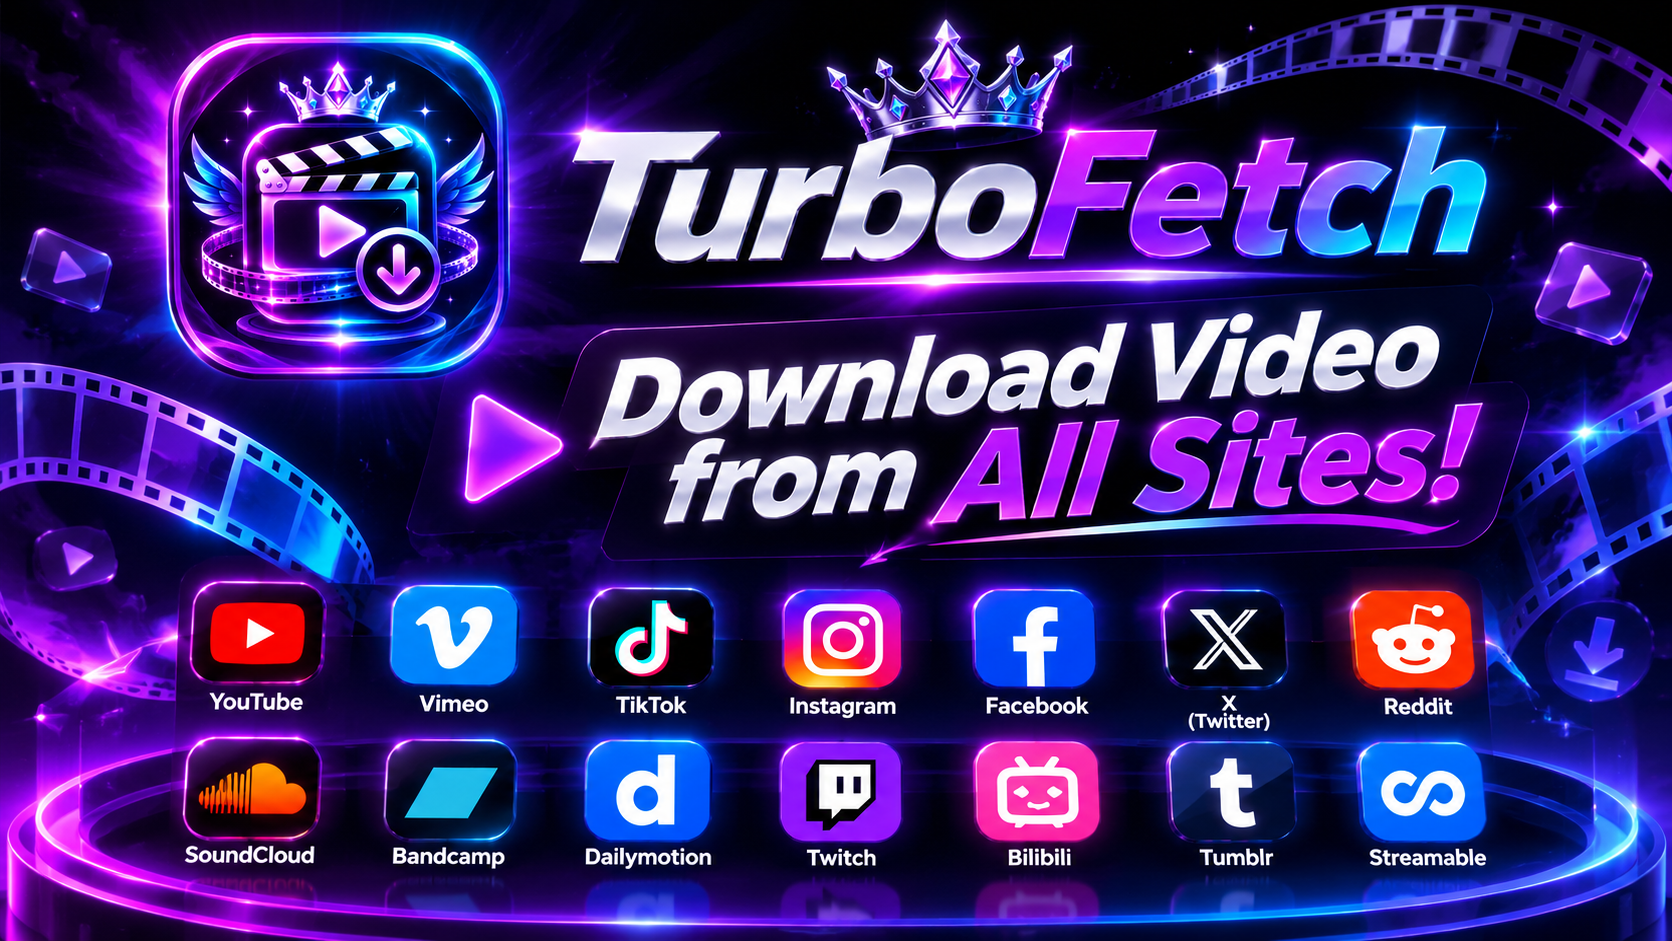 TurboFetch
Download Video
from All Sites!
YouTube
Vimeo
TikTok
Instagram
Facebook
X
(Twitter)
Reddit
SoundCloud
Bandcamp
Dailymotion
Twitch
Bilibili
Tumblr
Streamable